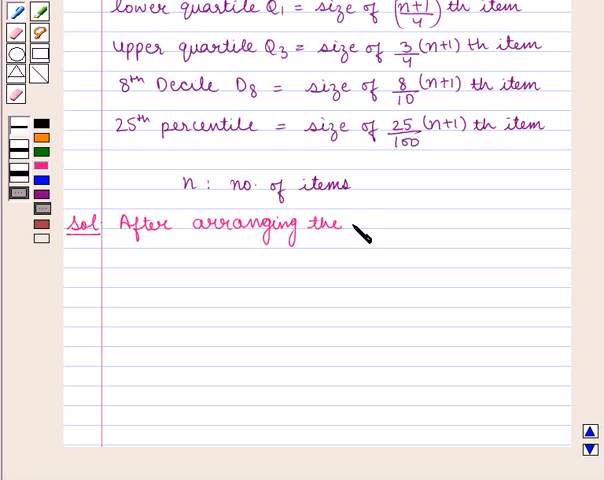 lower quartile Q₁ = size of (n+1/4) th item
upper quartile Q₃ = size of 3/4 (n+1) th item
8th Decile D₈ = size of 8/10 (n+1) th item
25th percentile = size of 25/100 (n+1) th item
n : no. of items
Sol. After arranging the